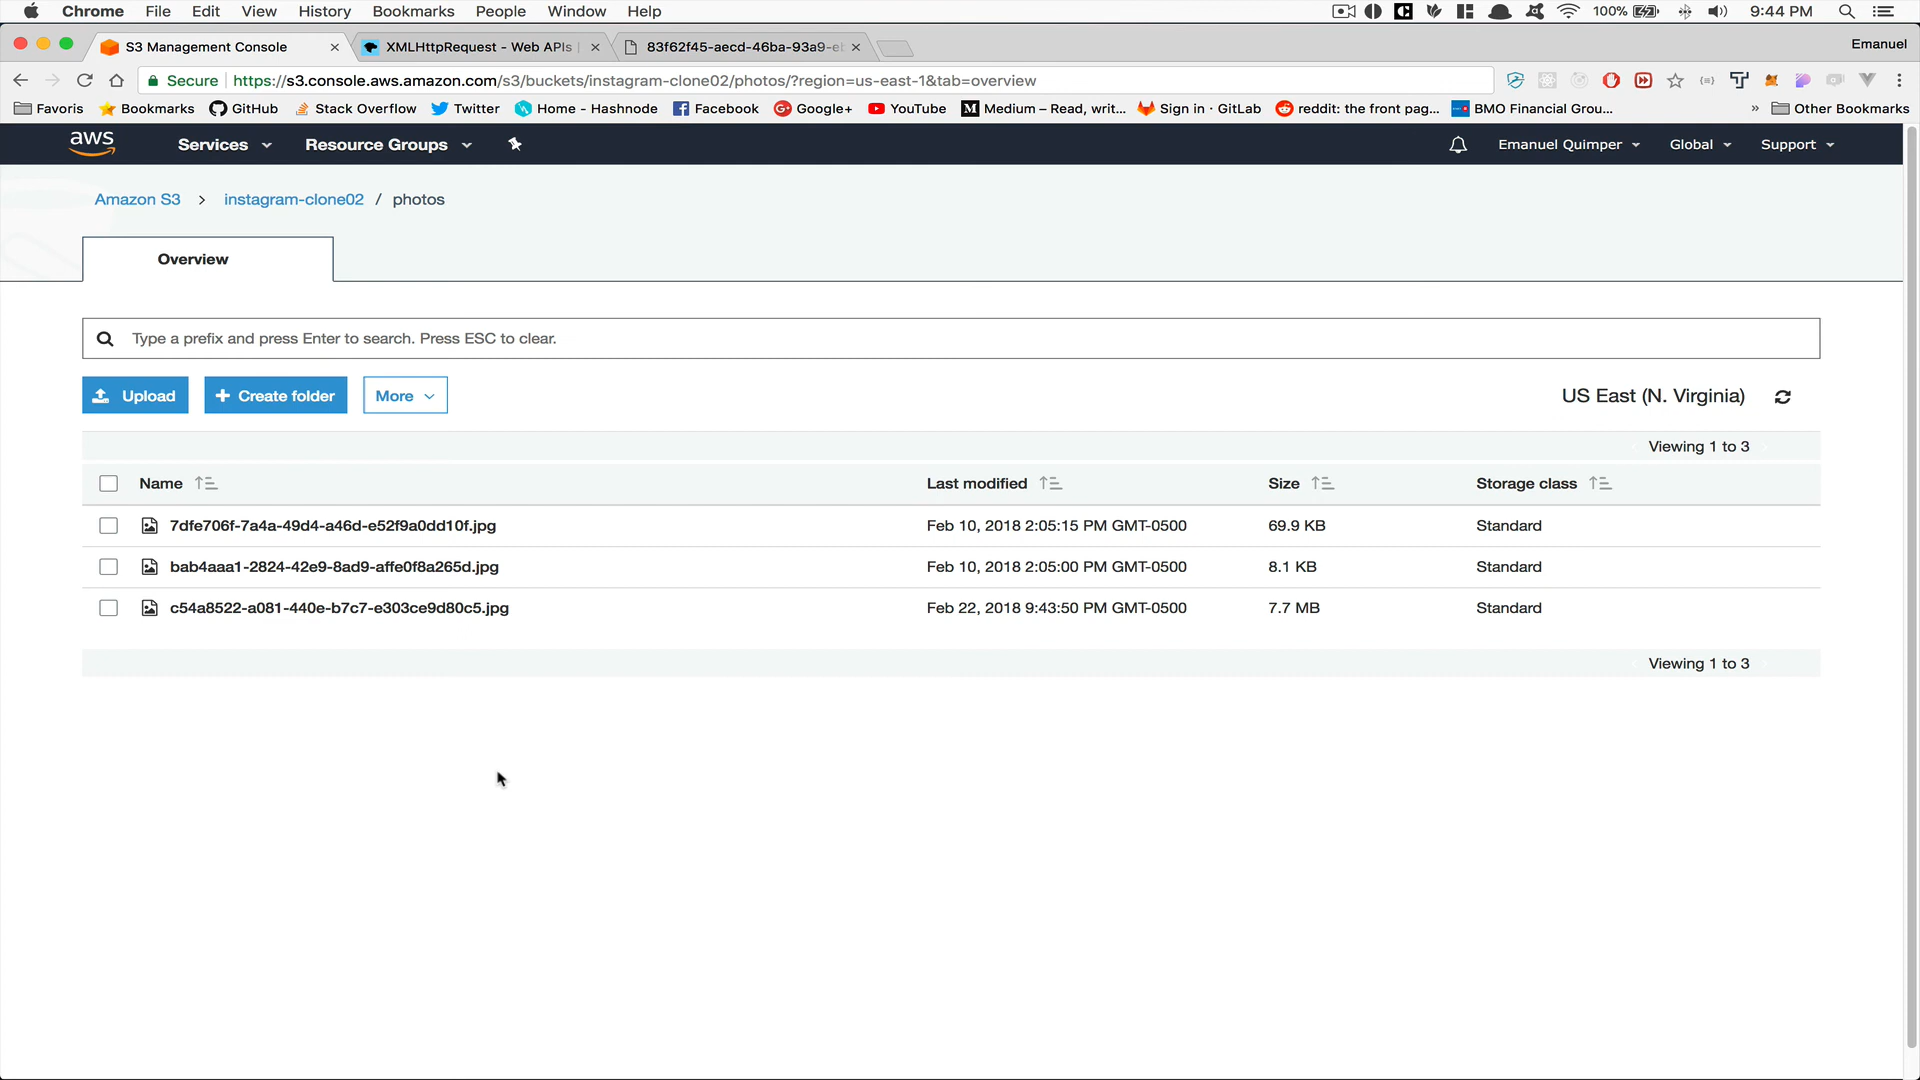 Chrome File Edit View History Bookmarks People Window Help 100% 9:44 PM
S3 Management Console XMLHttpRequest - Web APIs 83f62f45-aecd-46ba-93a9- Emanuel
Secure https://s3.console.aws.amazon.com/s3/buckets/instagram-clone02/photos/?region=us-east-1&tab=overview
Favoris Bookmarks GitHub Stack Overflow Twitter Home - Hashnode Facebook Google+ YouTube Medium – Read, writ... Sign in · GitLab reddit: the front pag... BMO Financial Grou... » Other Bookmarks
aws Services Resource Groups Emanuel Quimper Global Support
Amazon S3 > instagram-clone02 / photos
Overview
Type a prefix and press Enter to search. Press ESC to clear.
Upload + Create folder More US East (N. Virginia)
Viewing 1 to 3
Name Last modified Size Storage class
7dfe706f-7a4a-49d4-a46d-e52f9a0dd10f.jpg Feb 10, 2018 2:05:15 PM GMT-0500 69.9 KB Standard
bab4aaa1-2824-42e9-8ad9-affe0f8a265d.jpg Feb 10, 2018 2:05:00 PM GMT-0500 8.1 KB Standard
c54a8522-a081-440e-b7c7-e303ce9d80c5.jpg Feb 22, 2018 9:43:50 PM GMT-0500 7.7 MB Standard
Viewing 1 to 3